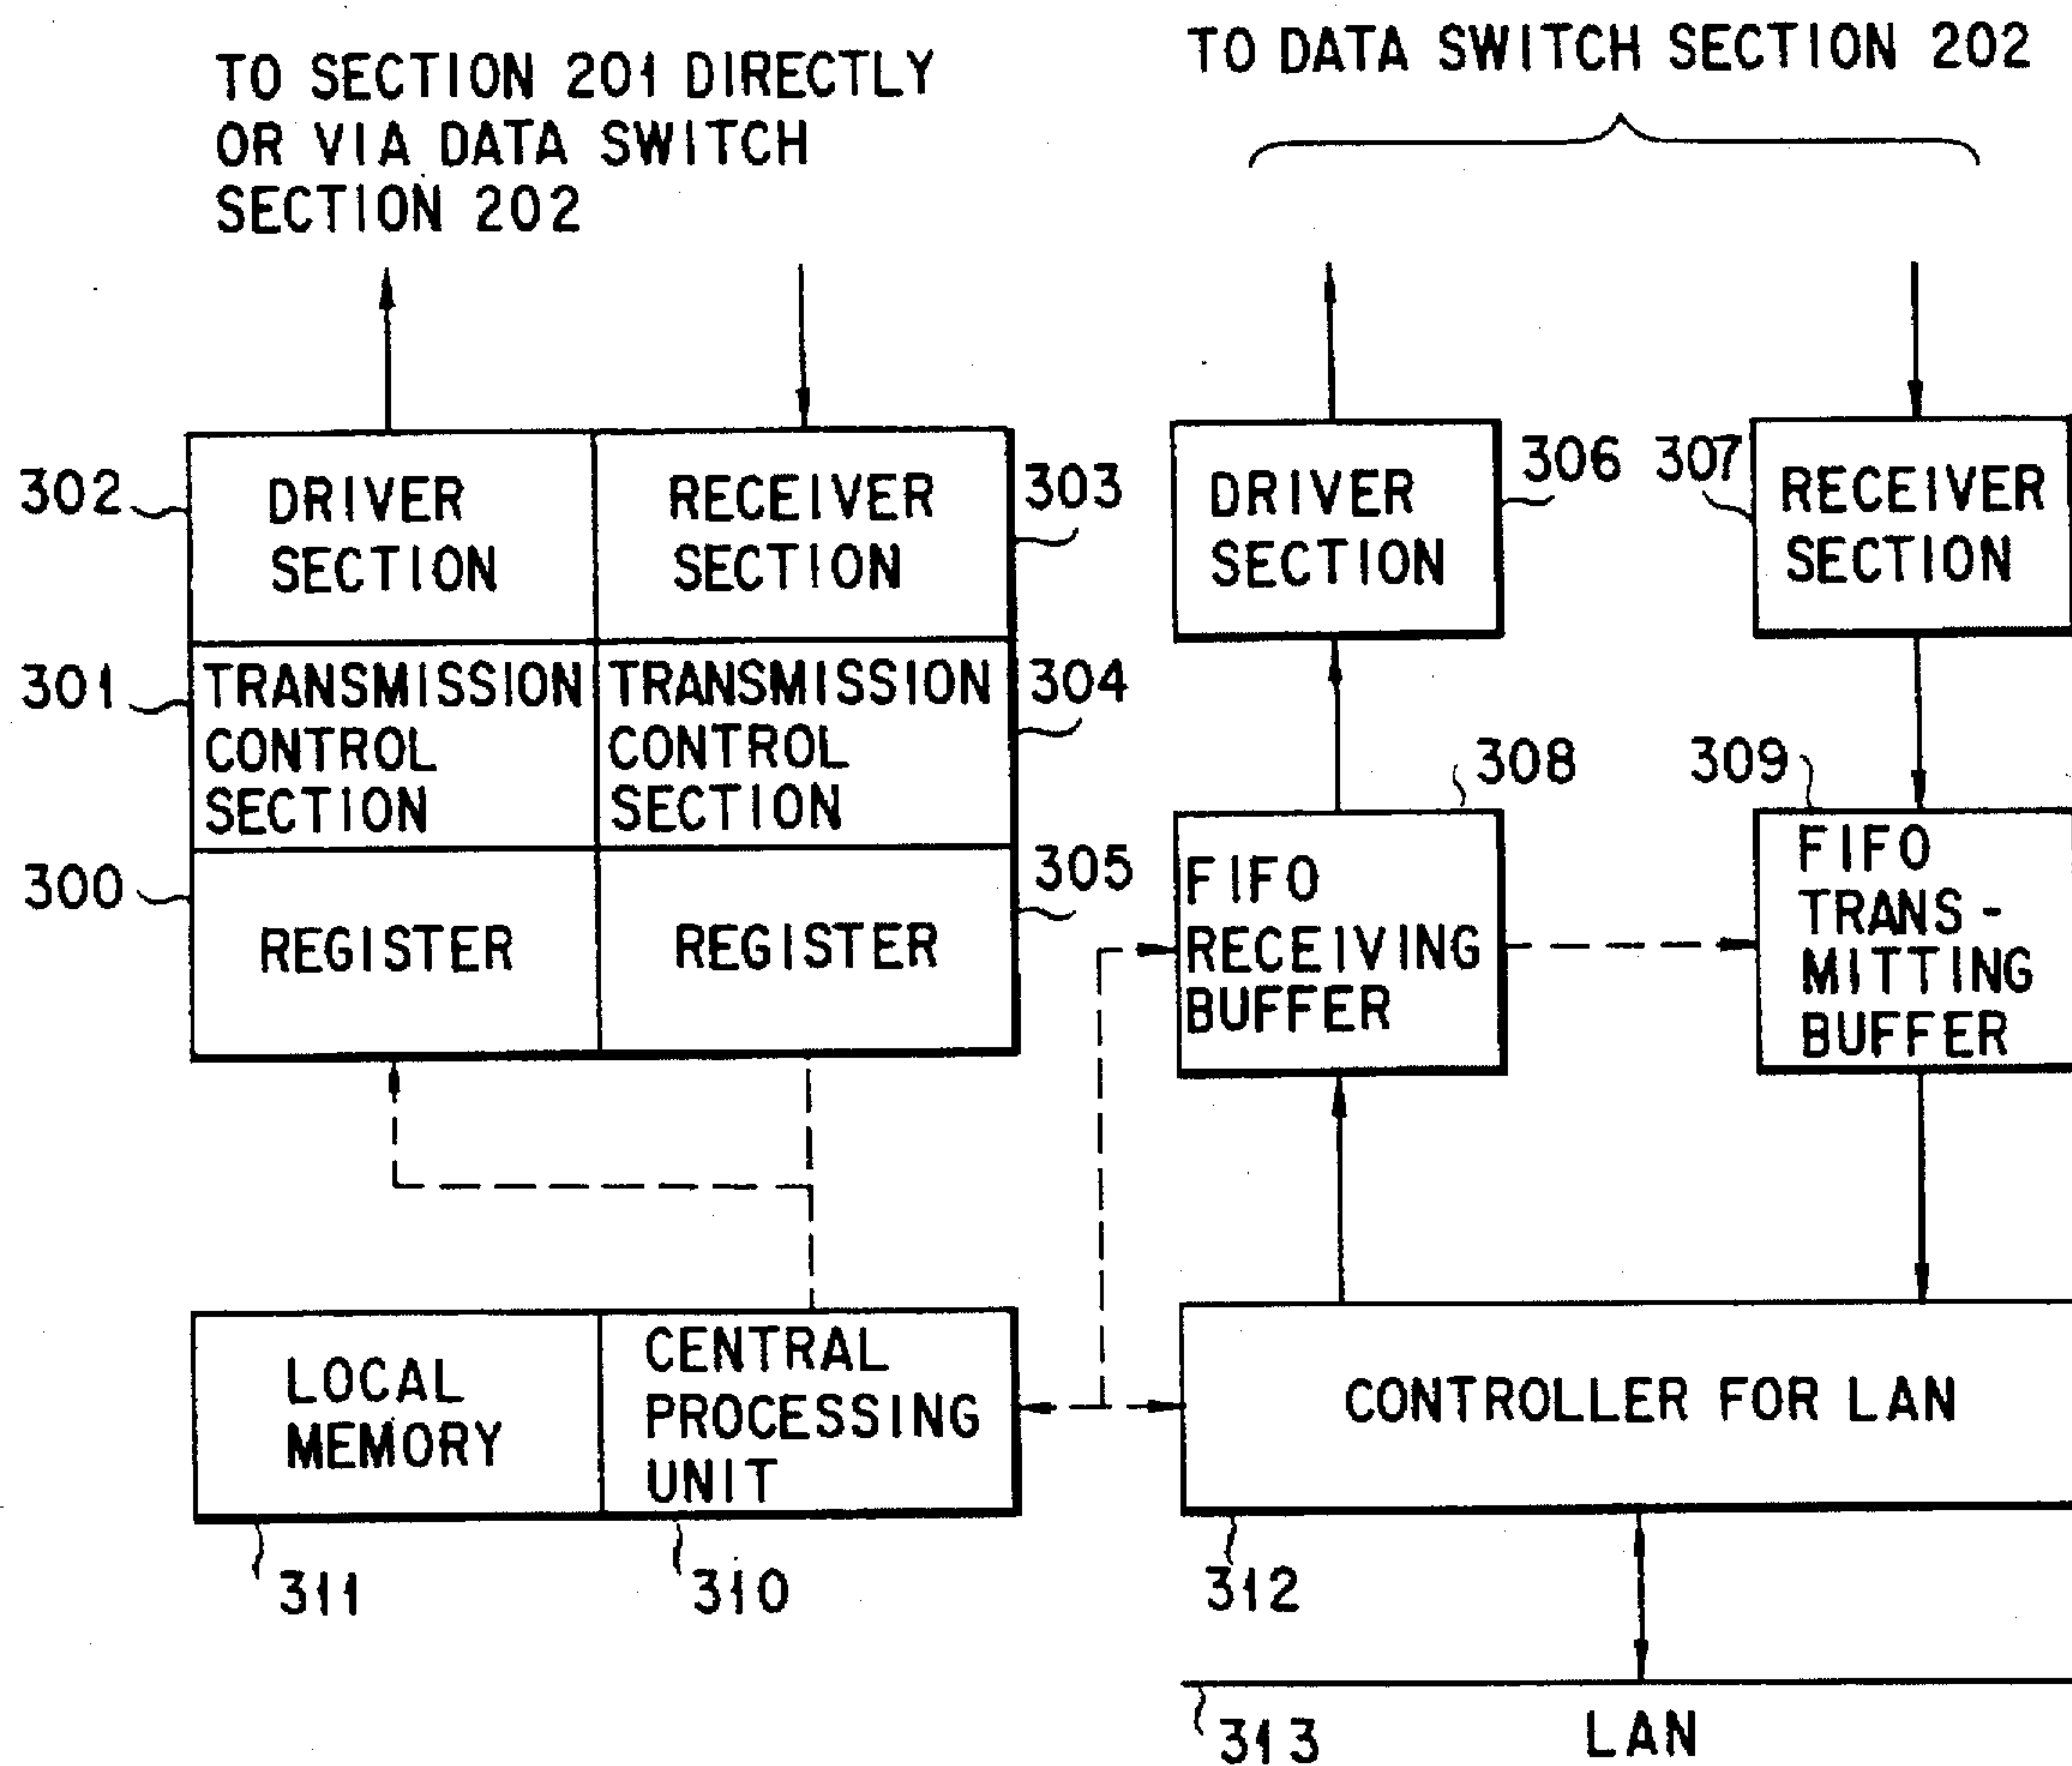 TO SECTION 201 DIRECTLY
OR VIA DATA SWITCH
SECTION 202
TO DATA SWITCH SECTION 202
302
DRIVER
SECTION
RECEIVER
SECTION
303
DRIVER
SECTION
306
307
RECEIVER
SECTION
301
TRANSMISSION
CONTROL
SECTION
TRANSMISSION
CONTROL
SECTION
304
308
309
300
REGISTER
REGISTER
305
FIFO
RECEIVING
BUFFER
FIFO
TRANS-
MITTING
BUFFER
LOCAL
MEMORY
CENTRAL
PROCESSING
UNIT
CONTROLLER FOR LAN
311
310
312
313
LAN